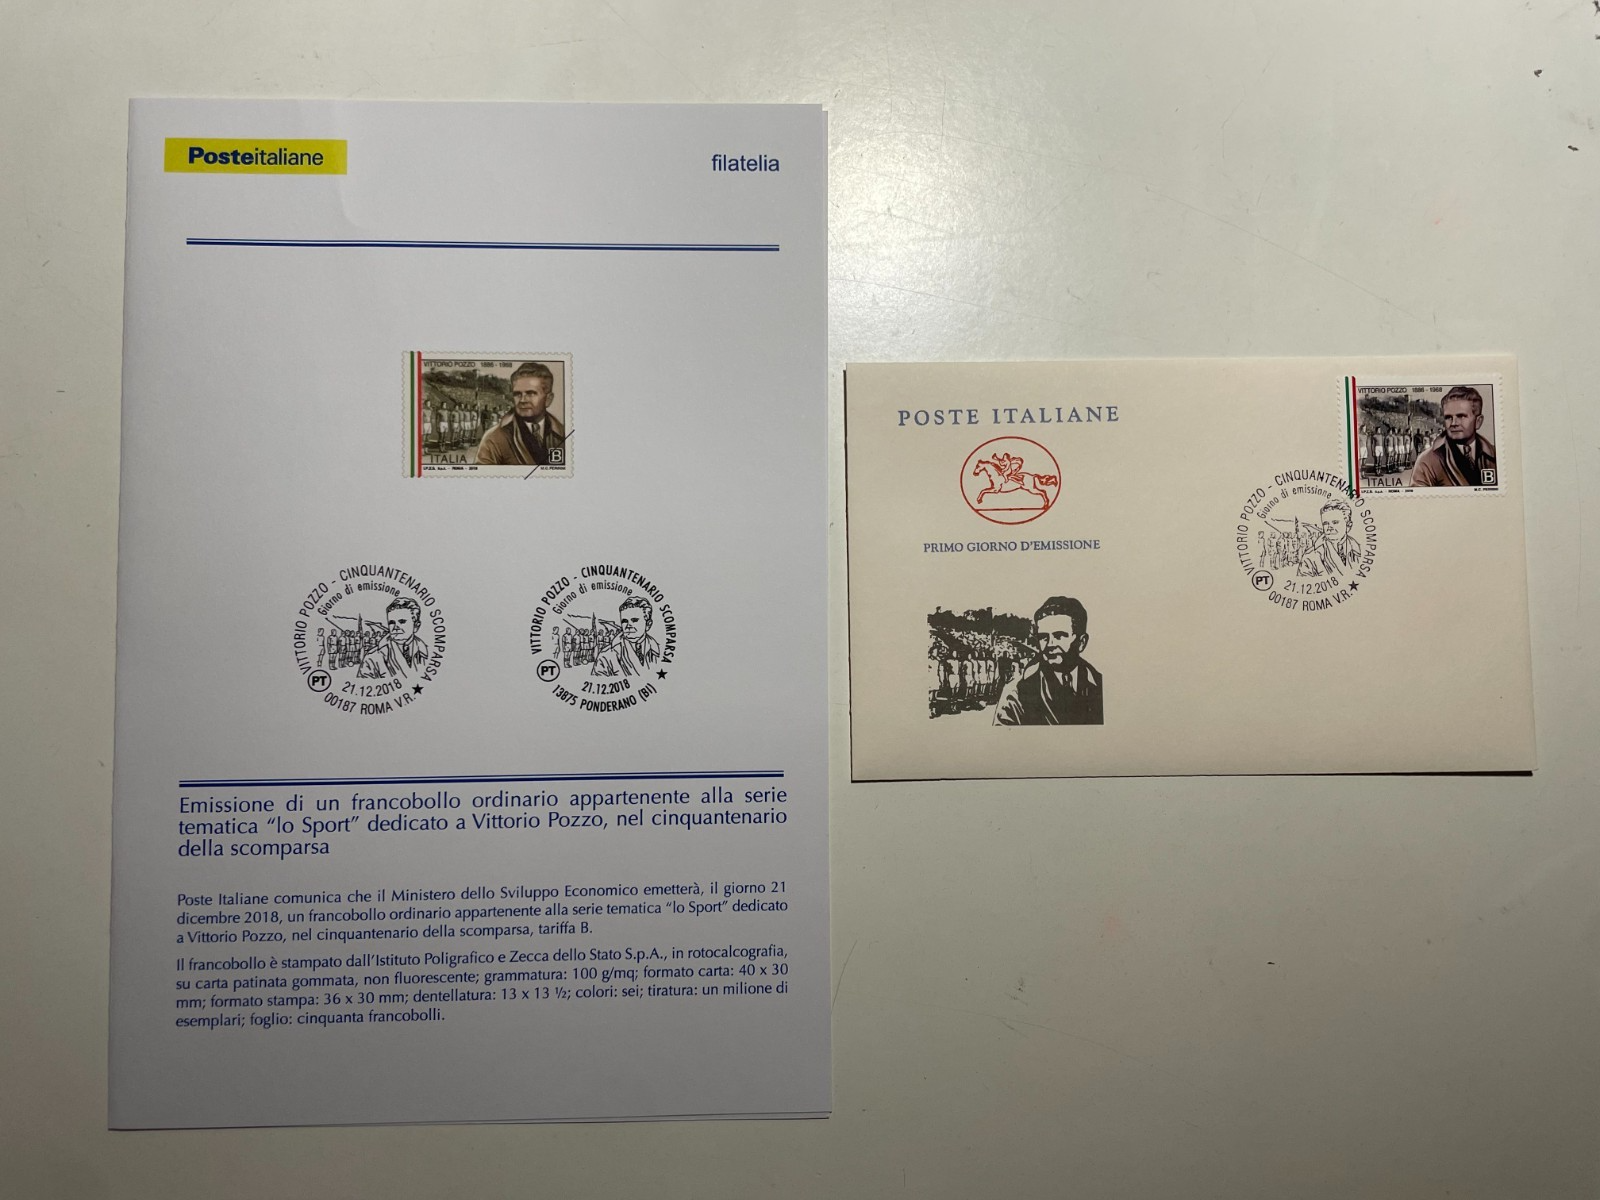 Posteitaliane
filatelia
VITTORIO POZZO 1886 - 1968
ITALIA
B
I.P.Z.S. S.p.A. - ROMA - 2018
M.C. PERRINI
VITTORIO POZZO - CINQUANTENARIO SCOMPARSA
Giorno di emissione
PT
21.12.2018
00187 ROMA V.R.
VITTORIO POZZO - CINQUANTENARIO SCOMPARSA
Giorno di emissione
PT
21.12.2018
13875 PONDERANO (BI)
Emissione di un francobollo ordinario appartenente alla serie
tematica “lo Sport” dedicato a Vittorio Pozzo, nel cinquantenario
della scomparsa
Poste Italiane comunica che il Ministero dello Sviluppo Economico emetterà, il giorno 21
dicembre 2018, un francobollo ordinario appartenente alla serie tematica “lo Sport” dedicato
a Vittorio Pozzo, nel cinquantenario della scomparsa, tariffa B.
Il francobollo è stampato dall’Istituto Poligrafico e Zecca dello Stato S.p.A., in rotocalcografia,
su carta patinata gommata, non fluorescente; grammatura: 100 g/mq; formato carta: 40 x 30
mm; formato stampa: 36 x 30 mm; dentellatura: 13 x 13 ½; colori: sei; tiratura: un milione di
esemplari; foglio: cinquanta francobolli.
POSTE ITALIANE
PRIMO GIORNO D’EMISSIONE
VITTORIO POZZO 1886 - 1968
ITALIA
B
I.P.Z.S. S.p.A. - ROMA - 2018
M.C. PERRINI
VITTORIO POZZO - CINQUANTENARIO SCOMPARSA
Giorno di emissione
PT
21.12.2018
00187 ROMA V.R.